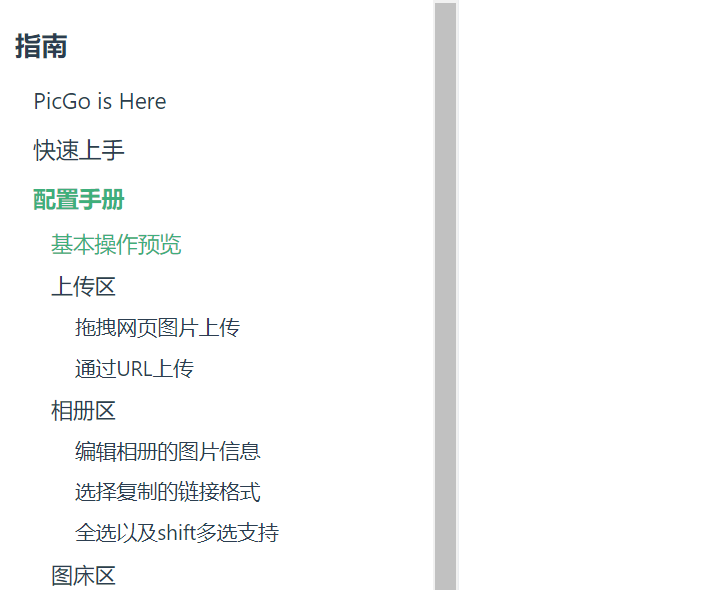 指南
PicGo is Here
快速上手
配置手册
基本操作预览
上传区
拖拽网页图片上传
通过URL上传
相册区
编辑相册的图片信息
选择复制的链接格式
全选以及shift多选支持
图床区